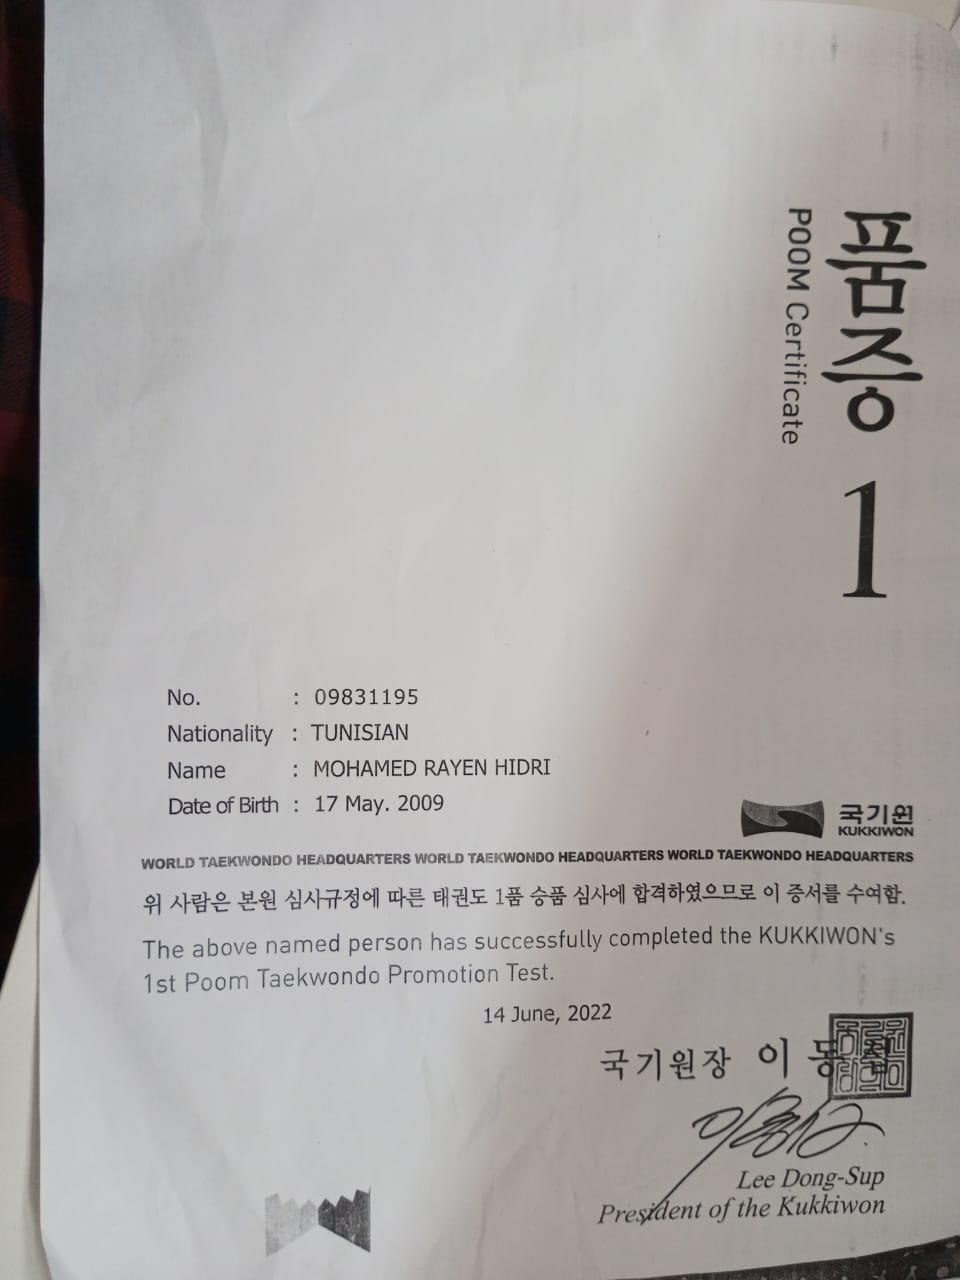 품증
POOM Certificate
1
No. : 09831195
Nationality : TUNISIAN
Name : MOHAMED RAYEN HIDRI
Date of Birth : 17 May. 2009
국기원
KUKKIWON
WORLD TAEKWONDO HEADQUARTERS WORLD TAEKWONDO HEADQUARTERS WORLD TAEKWONDO HEADQUARTERS
위 사람은 본원 심사규정에 따른 태권도 1품 승품 심사에 합격하였으므로 이 증서를 수여함.
The above named person has successfully completed the KUKKIWON's
1st Poom Taekwondo Promotion Test.
14 June, 2022
국기원장 이 동 섭
Lee Dong-Sup
President of the Kukkiwon